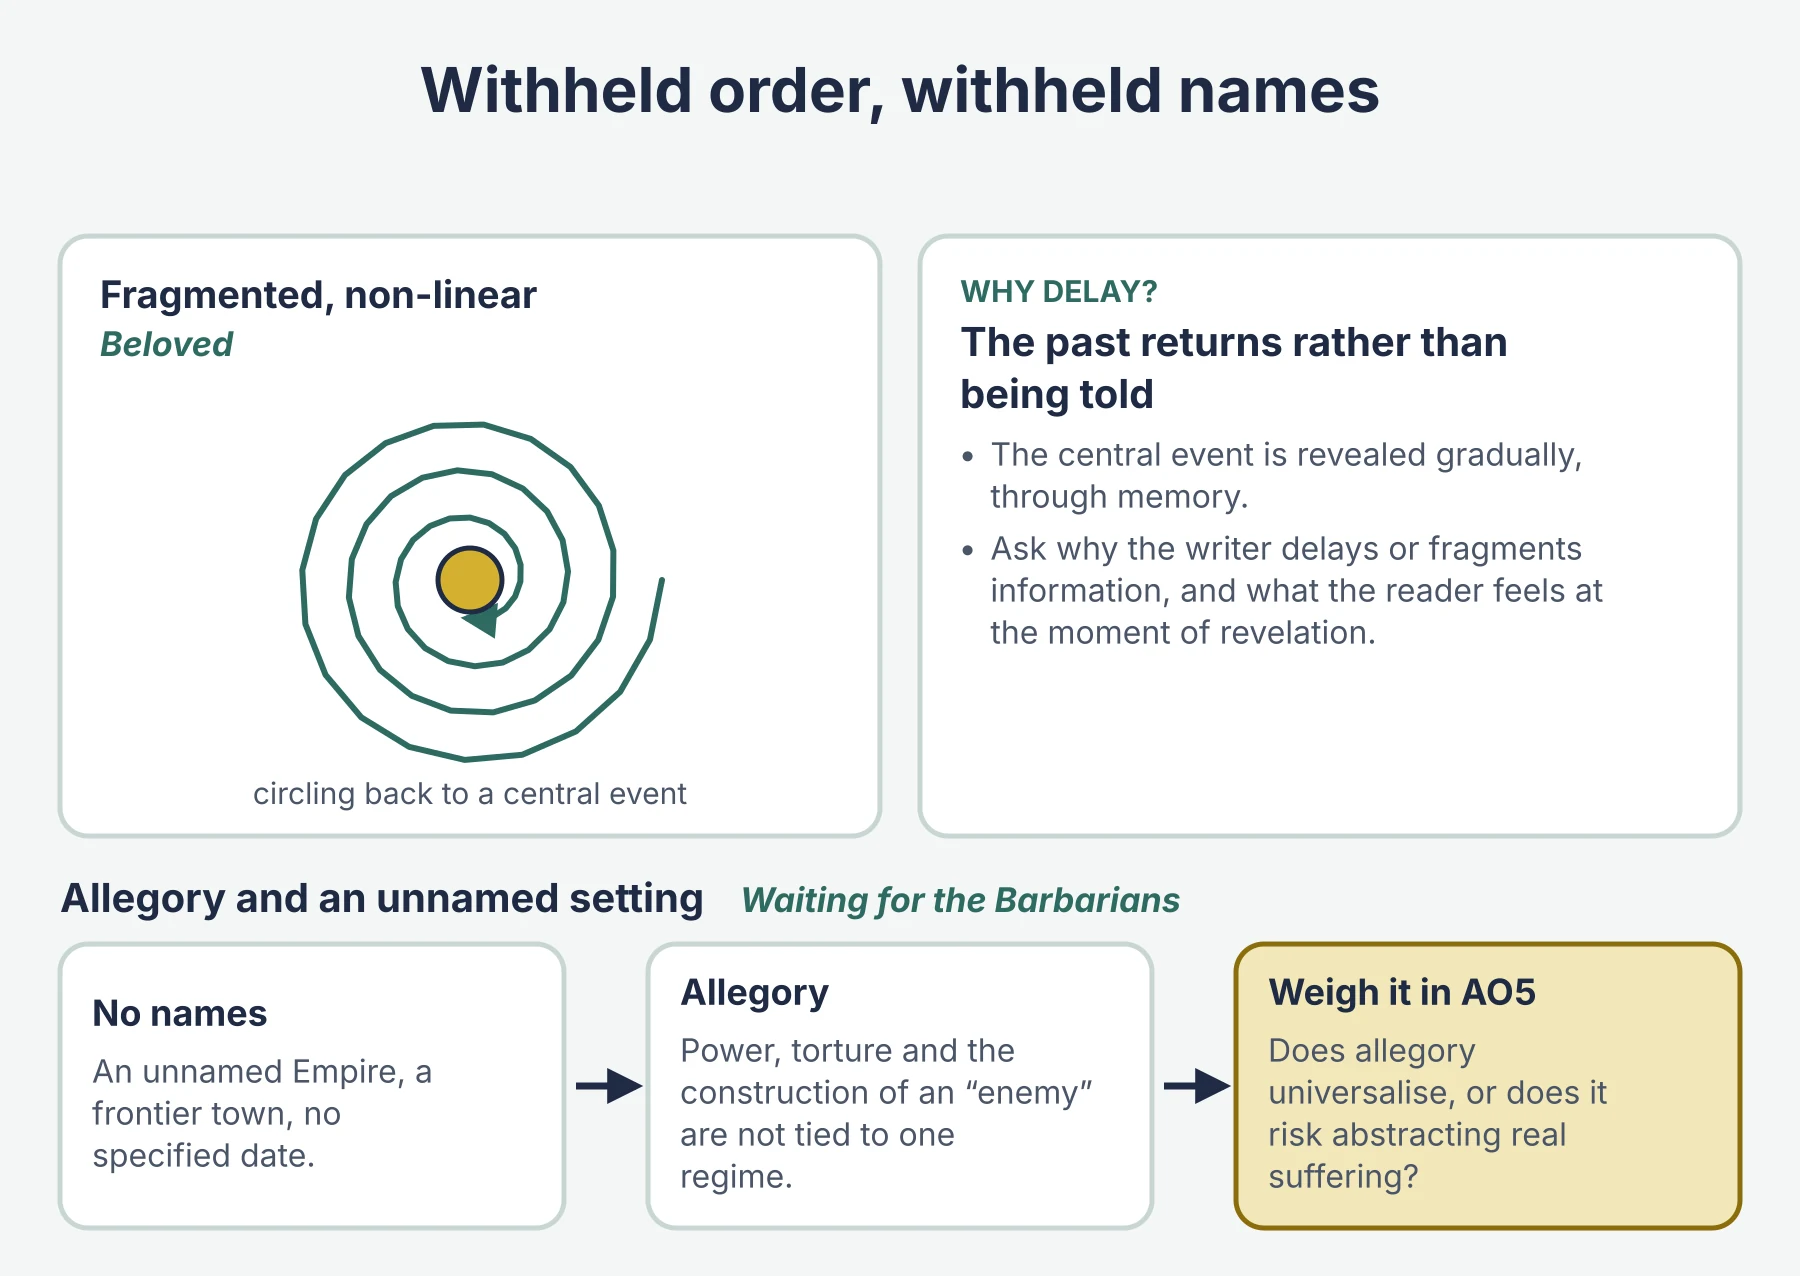 Withheld order, withheld names
Fragmented, non-linear
Beloved
circling back to a central event
WHY DELAY?
The past returns rather than
being told
• The central event is revealed gradually,
through memory.
• Ask why the writer delays or fragments
information, and what the reader feels at
the moment of revelation.
Allegory and an unnamed setting Waiting for the Barbarians
No names
An unnamed Empire, a
frontier town, no
specified date.
Allegory
Power, torture and the
construction of an “enemy”
are not tied to one
regime.
Weigh it in AO5
Does allegory
universalise, or does it
risk abstracting real
suffering?